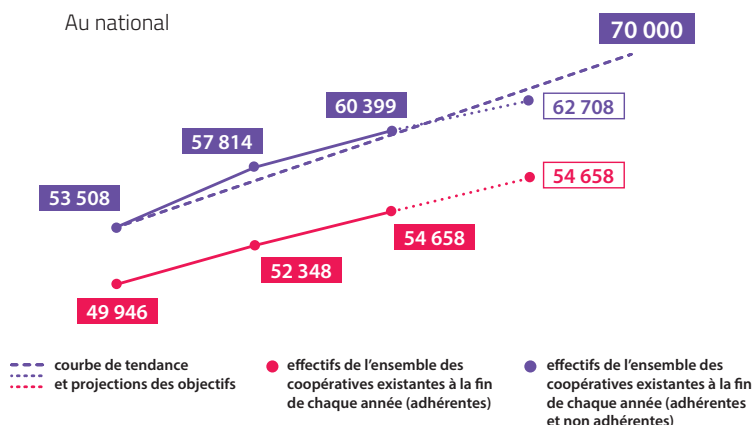 Au national
70 000
60 399
62 708
57 814
54 658
53 508
54 658
52 348
49 946
courbe de tendance
et projections des objectifs
effectifs de l'ensemble des
coopératives existantes à la fin
de chaque année (adhérentes)
effectifs de l'ensemble des
coopératives existantes à la fin
de chaque année (adhérentes
et non adhérentes)